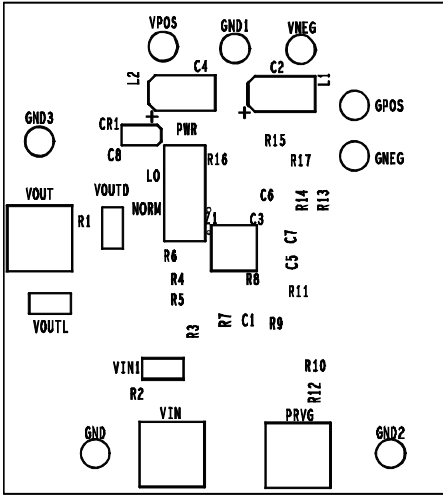 VPOS
GND1
VNEG
L2
C4
C2
L1
GPOS
GND3
CR1
PWR
C8
R15
GNEG
R16
R17
LO
VOUT
VOUTD
NORM
C6
R14
R13
R1
C3
C7
R6
C5
R4
R8
R5
R11
VOUTL
R3
R7
C1
R9
VIN1
R10
R2
R12
VIN
PRVG
GND
GND2